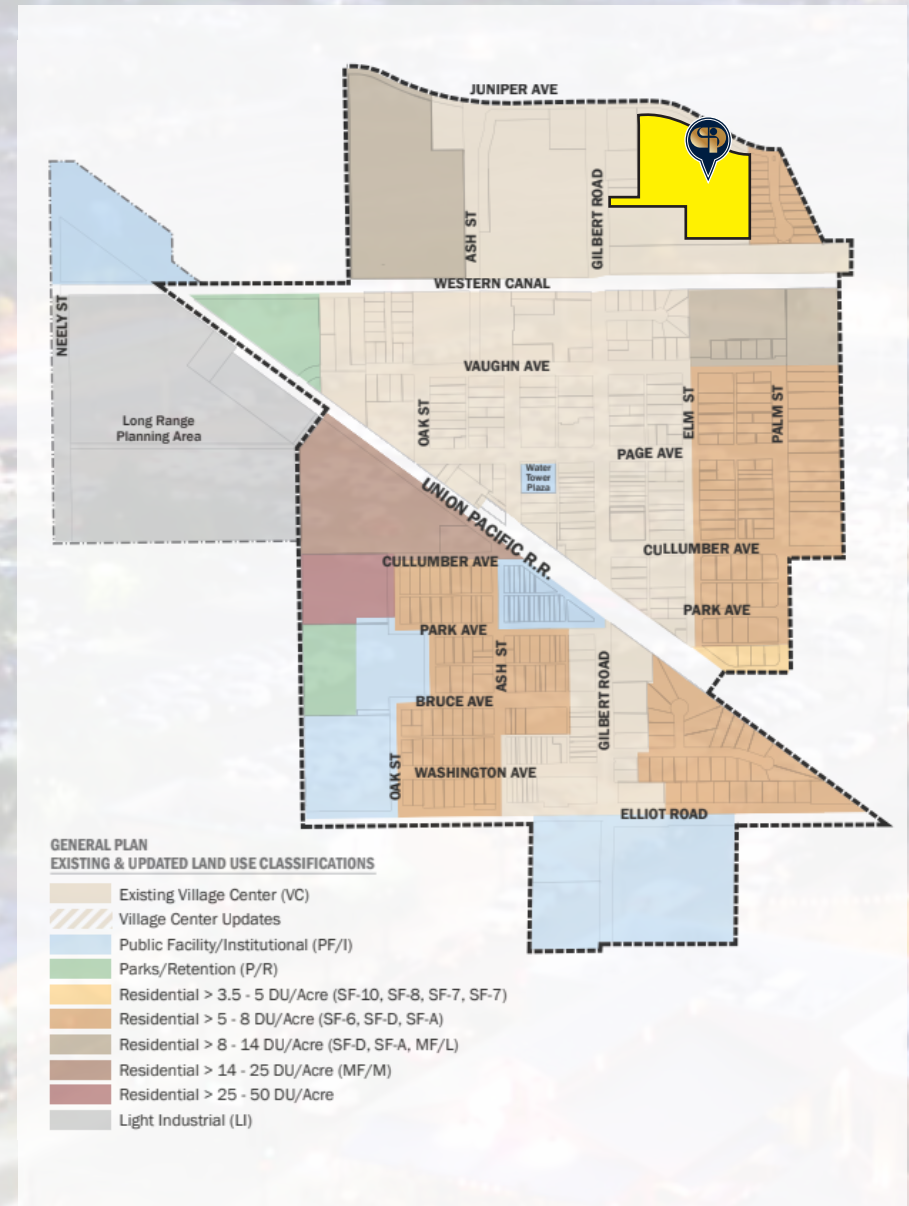 JUNIPER AVE
ASH ST
GILBERT ROAD
WESTERN CANAL
NEELY ST
VAUGHN AVE
Long Range
Planning Area
OAK ST
ELM ST
PALM ST
PAGE AVE
Water
Tower
Plaza
UNION PACIFIC R.R.
CULLUMBER AVE
CULLUMBER AVE
PARK AVE
PARK AVE
ASH ST
GILBERT ROAD
BRUCE AVE
OAK ST
WASHINGTON AVE
ELLIOT ROAD
GENERAL PLAN
EXISTING & UPDATED LAND USE CLASSIFICATIONS
Existing Village Center (VC)
Village Center Updates
Public Facility/Institutional (PF/I)
Parks/Retention (P/R)
Residential > 3.5 - 5 DU/Acre (SF-10, SF-8, SF-7, SF-7)
Residential > 5 - 8 DU/Acre (SF-6, SF-D, SF-A)
Residential > 8 - 14 DU/Acre (SF-D, SF-A, MF/L)
Residential > 14 - 25 DU/Acre (MF/M)
Residential > 25 - 50 DU/Acre
Light Industrial (LI)